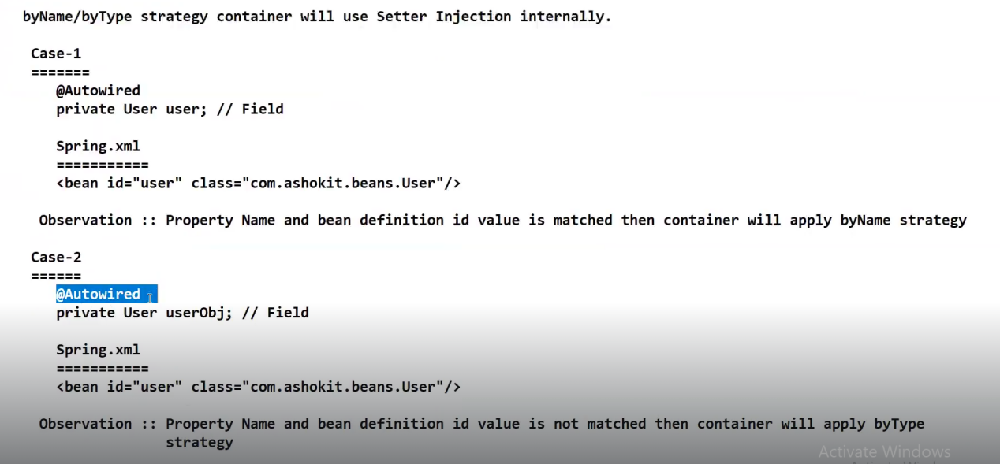 byName/byType strategy container will use Setter Injection internally.
Case-1
=======
@Autowired
private User user; // Field
Spring.xml
===========
<bean id="user" class="com.ashokit.beans.User"/>
Observation :: Property Name and bean definition id value is matched then container will apply byName strategy
Case-2
======
@Autowired
private User userObj; // Field
Spring.xml
===========
<bean id="user" class="com.ashokit.beans.User"/>
Observation :: Property Name and bean definition id value is not matched then container will apply byType
strategy
Activate Windows